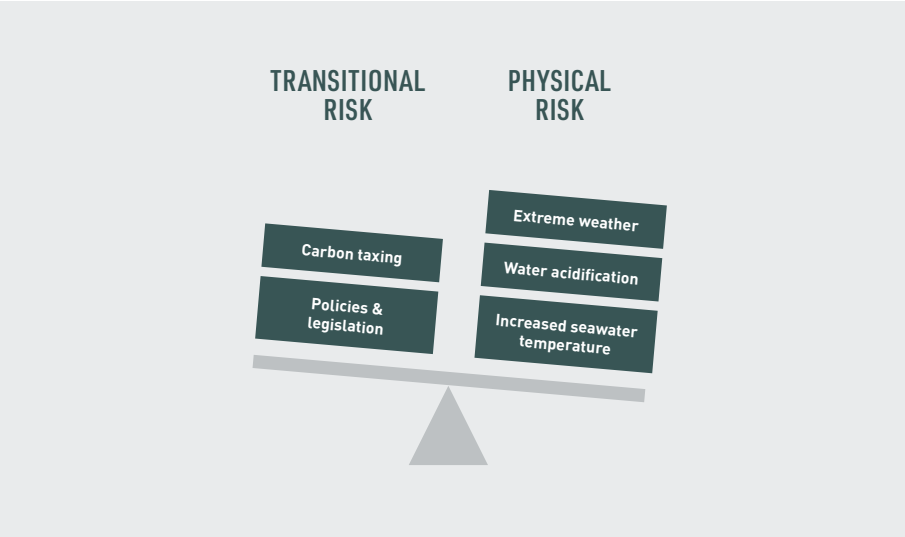 TRANSITIONAL
RISK
PHYSICAL
RISK
Carbon taxing
Policies &
legislation
Extreme weather
Water acidification
Increased seawater
temperature